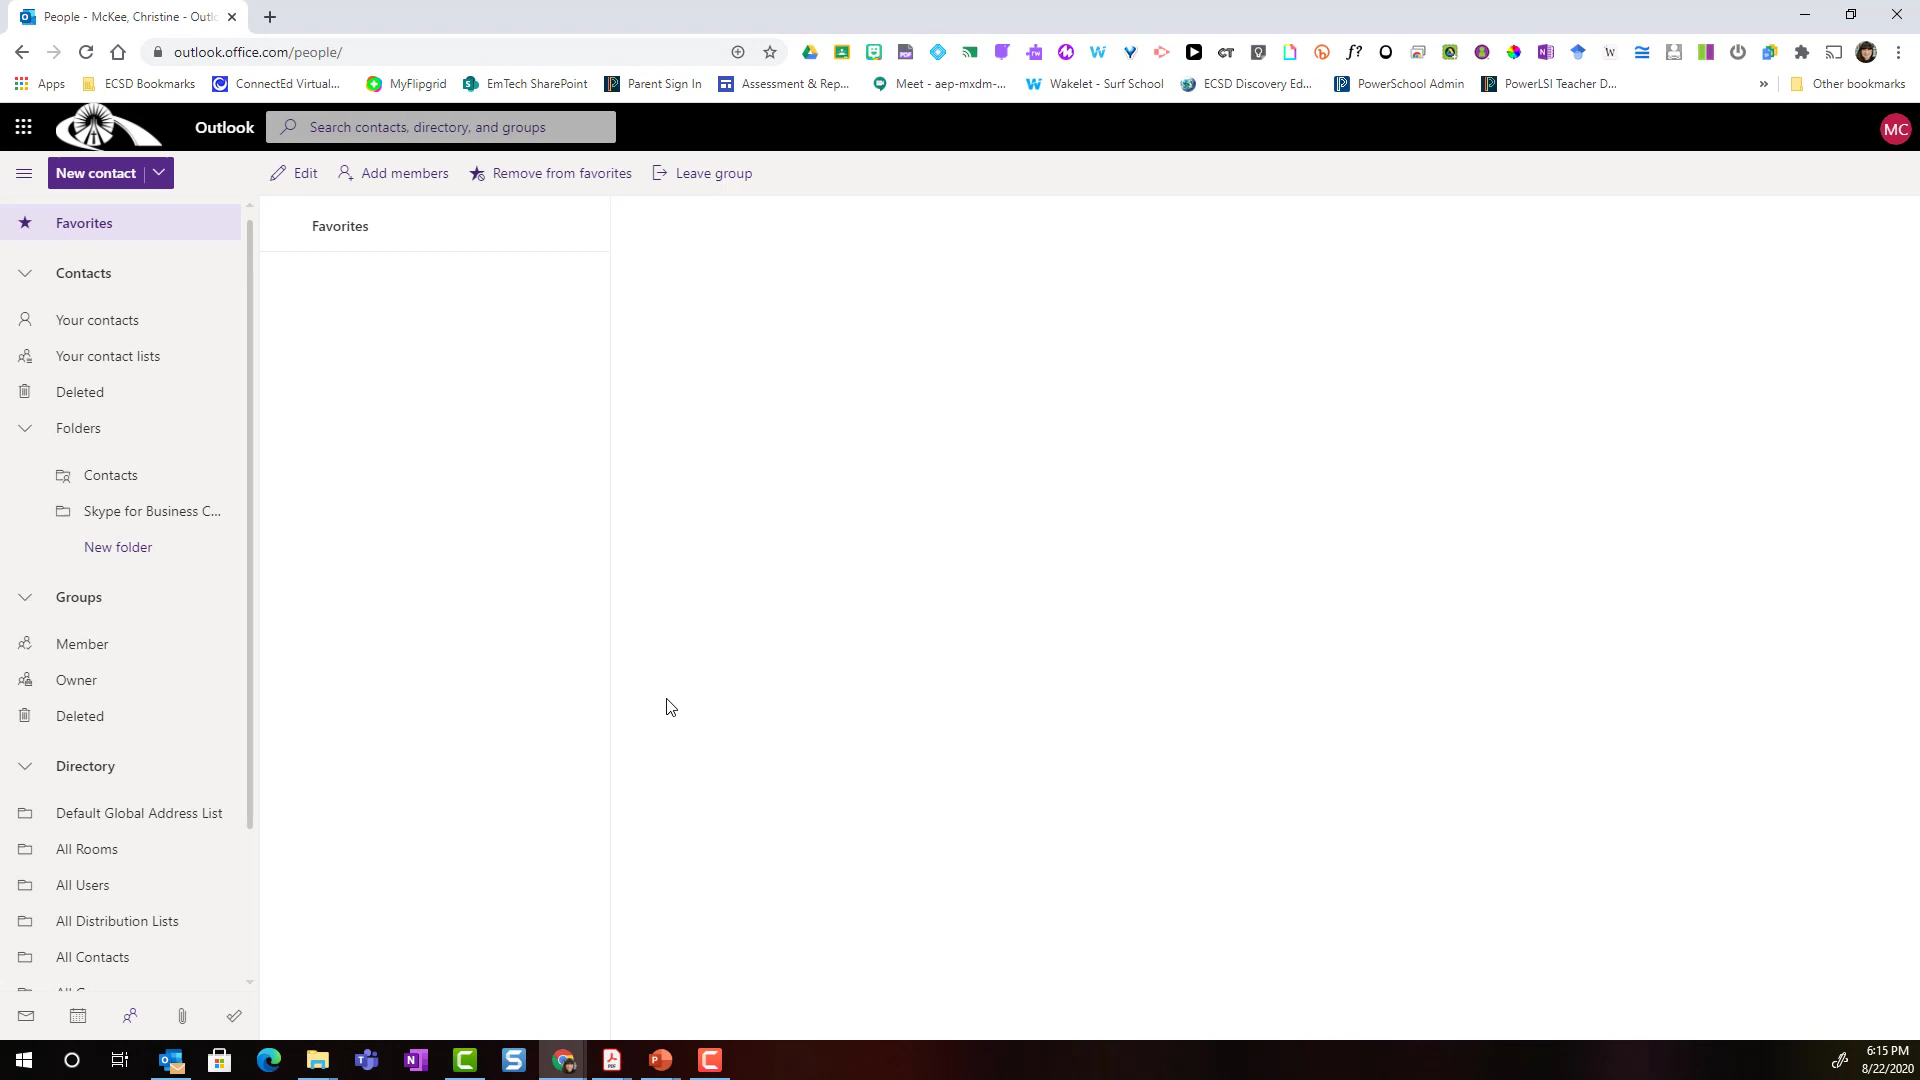 People - McKee, Christine - Outlo
outlook.office.com/people/
Apps
ECSD Bookmarks
ConnectEd Virtual...
MyFlipgrid
EmTech SharePoint
Parent Sign In
Assessment & Rep...
Meet - aep-mxdm-...
Wakelet - Surf School
ECSD Discovery Ed...
PowerSchool Admin
PowerLSI Teacher D...
Other bookmarks
Outlook
Search contacts, directory, and groups
MC
New contact
Edit
Add members
Remove from favorites
Leave group
Favorites
Favorites
Contacts
Your contacts
Your contact lists
Deleted
Folders
Contacts
Skype for Business C...
New folder
Groups
Member
Owner
Deleted
Directory
Default Global Address List
All Rooms
All Users
All Distribution Lists
All Contacts
6:15 PM
8/22/2020